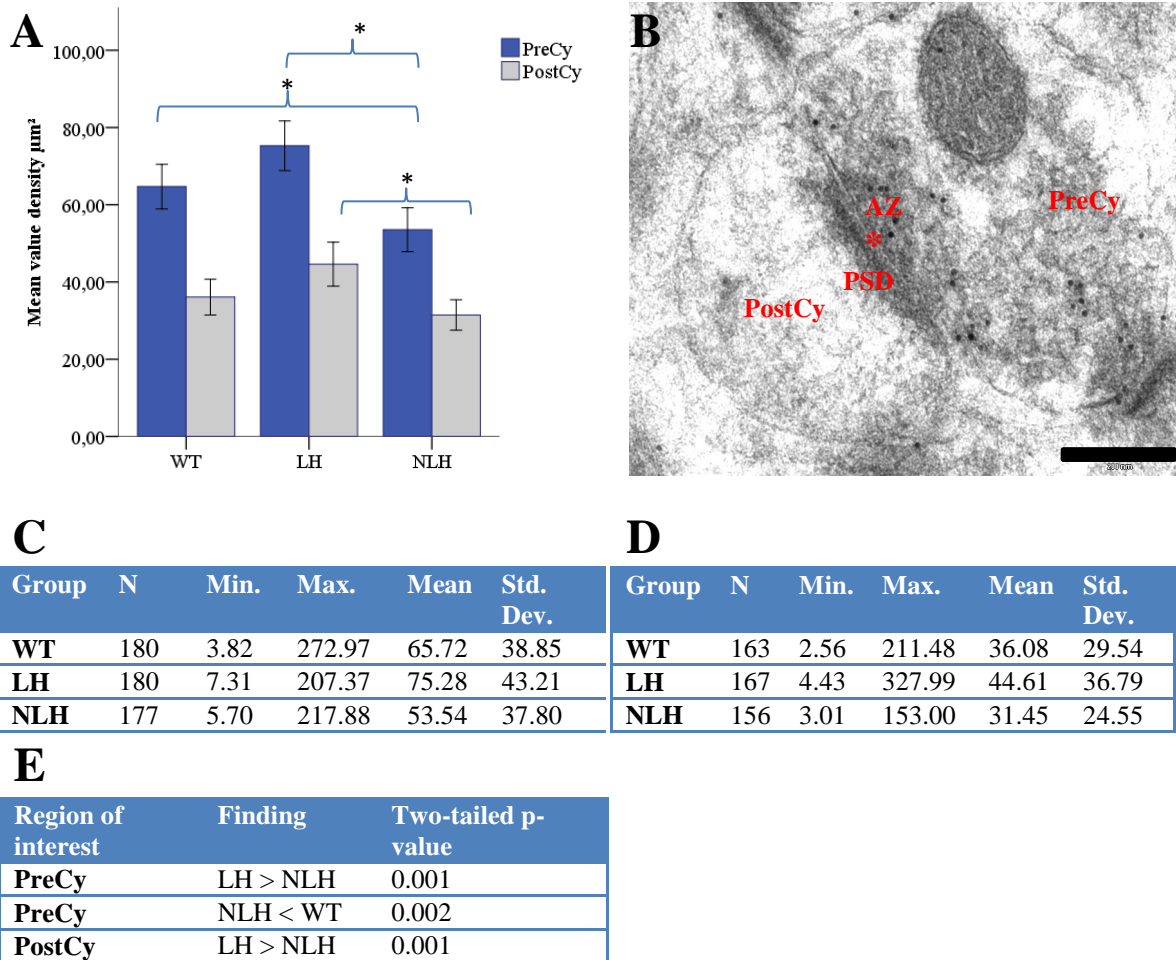 A
100,00
80,00
60,00
40,00
20,00
0,00
Mean value density µm²
*
*
*
PreCy
PostCy
WT LH NLH
B
AZ
*
PSD
PreCy
PostCy
C
Group N Min. Max. Mean Std. Dev.
WT 180 3.82 272.97 65.72 38.85
LH 180 7.31 207.37 75.28 43.21
NLH 177 5.70 217.88 53.54 37.80
D
Group N Min. Max. Mean Std. Dev.
WT 163 2.56 211.48 36.08 29.54
LH 167 4.43 327.99 44.61 36.79
NLH 156 3.01 153.00 31.45 24.55
E
Region of interest Finding Two-tailed p-value
PreCy LH > NLH 0.001
PreCy NLH < WT 0.002
PostCy LH > NLH 0.001